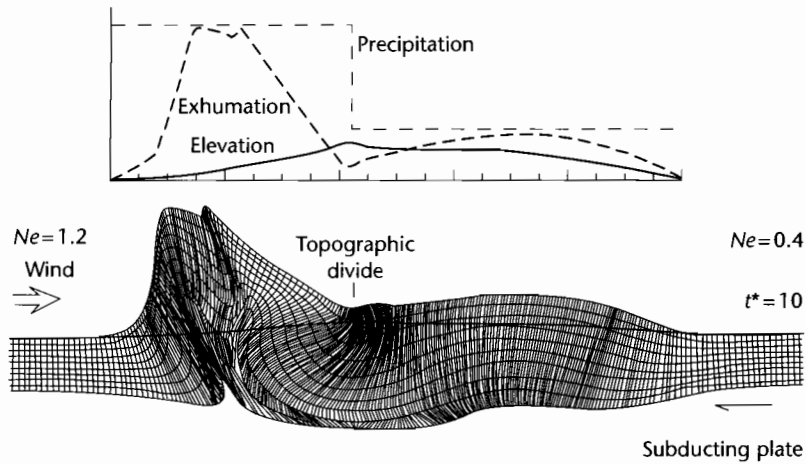 Precipitation
Exhumation
Elevation
Ne=1.2
Wind
Topographic
divide
Ne=0.4
t*=10
Subducting plate